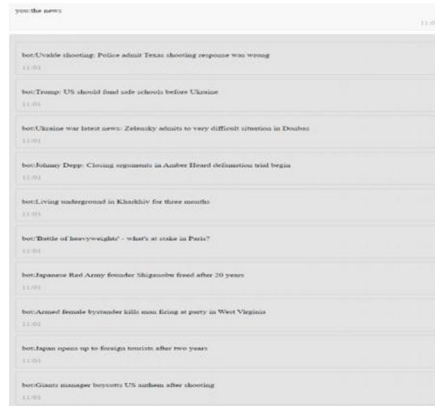 you:the news
11:0
bot:Uvalde shooting: Police admit Texas shooting response was wrong
11:01
bot:Trump: US should fund safe schools before Ukraine
11:01
bot:Ukraine war latest news: Zelensky admits to very difficult situation in Donbas
11:01
bot:Johnny Depp: Closing arguments in Amber Heard defamation trial begin
11:01
bot:Living underground in Kharkhiv for three months
11:01
bot:'Battle of heavyweights' - what's at stake in Paris?
11:01
bot:Japanese Red Army founder Shigenobu freed after 20 years
11:01
bot:Armed female bystander kills man firing at party in West Virginia
11:01
bot:Japan opens up to foreign tourists after two years
11:01
bot:Giants manager boycotts US anthem after shooting
11:01